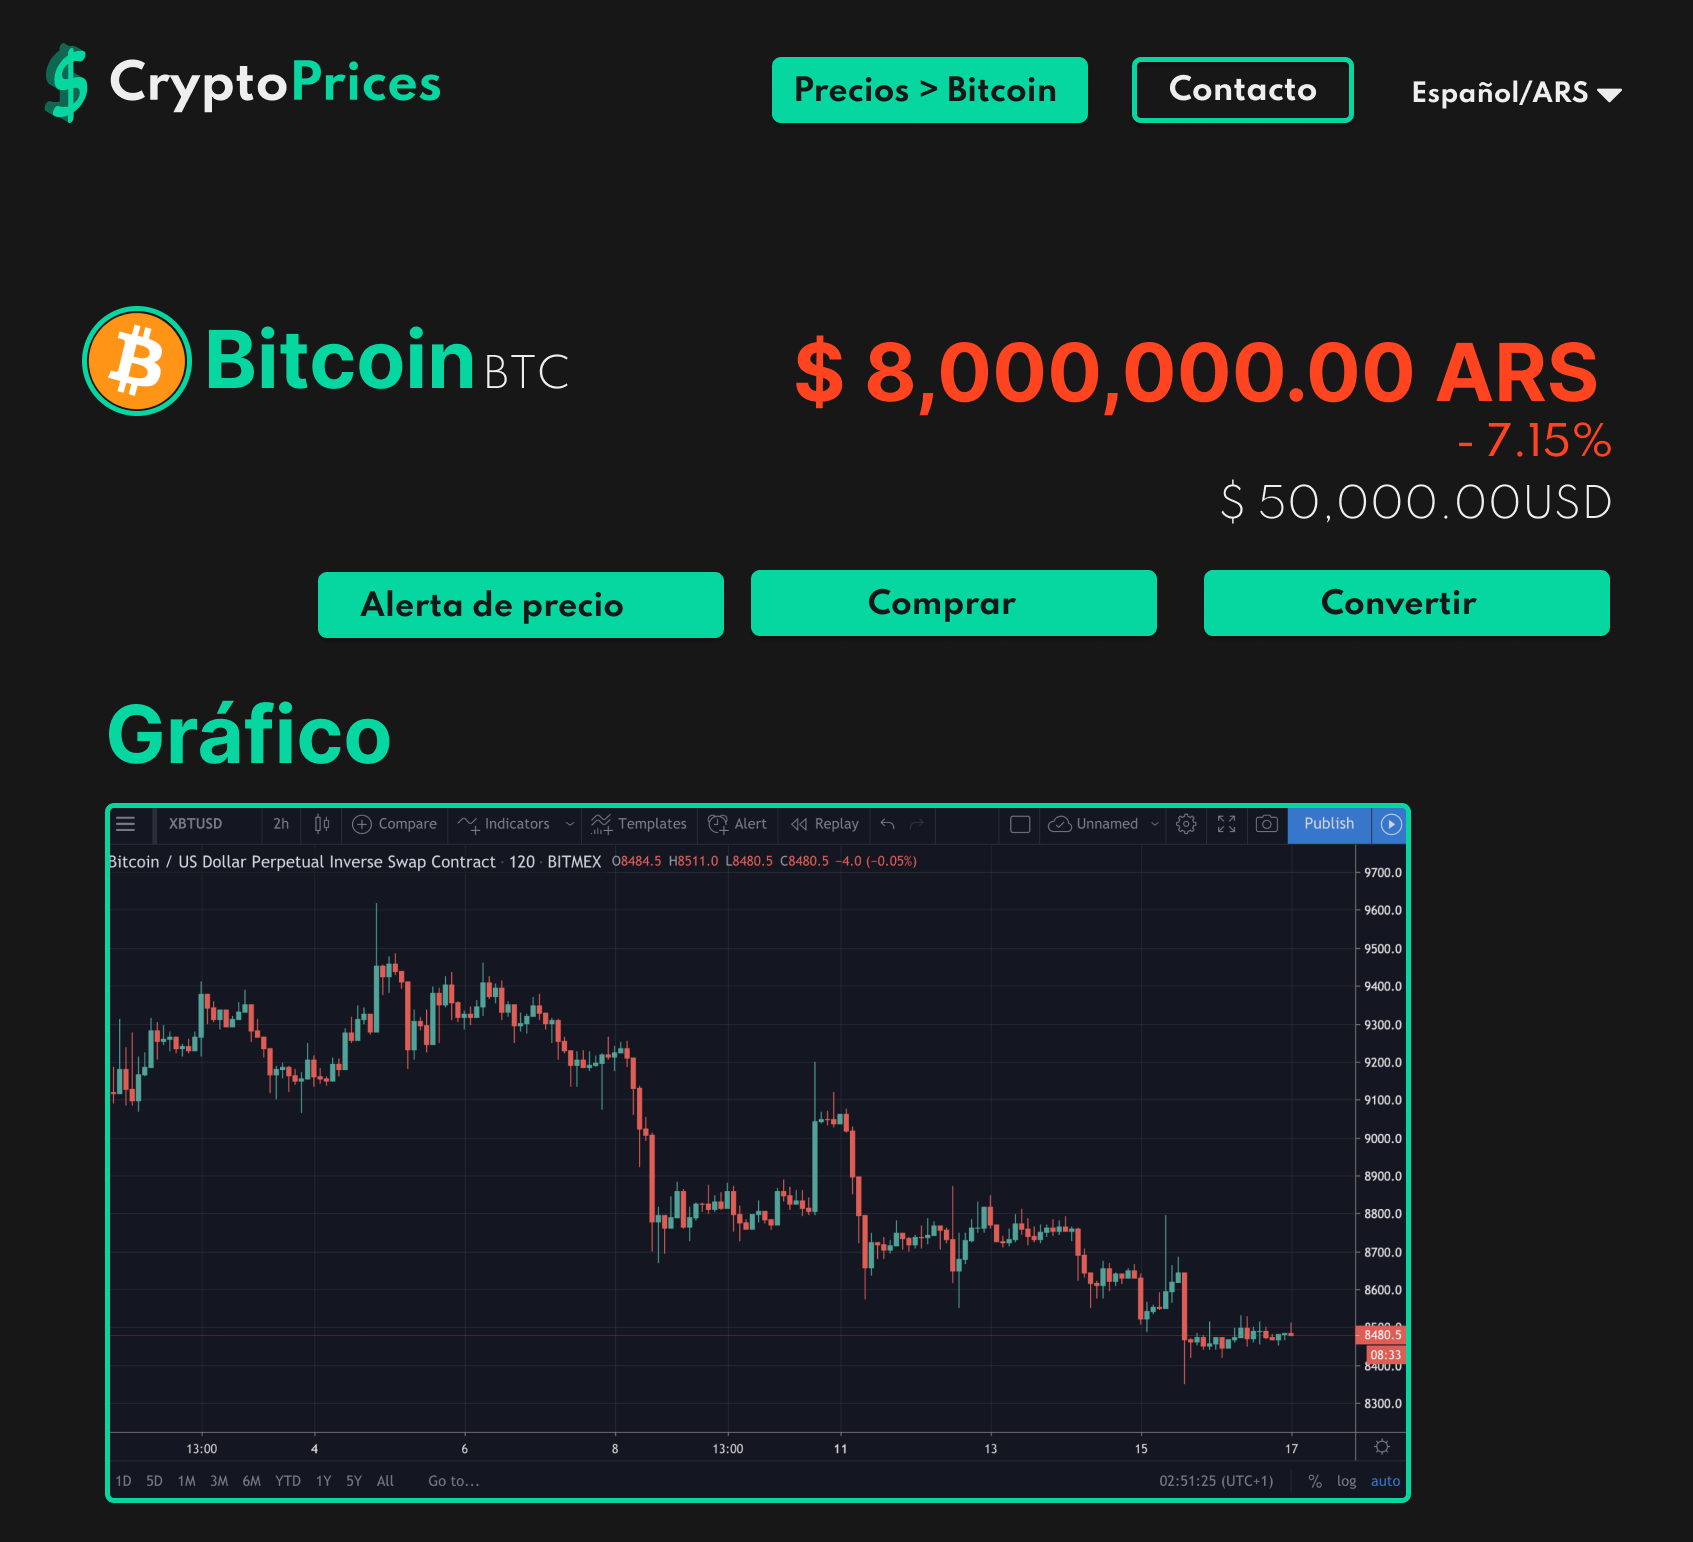 CryptoPrices
Precios > Bitcoin
Contacto
Español/ARS
Bitcoin BTC
$ 8,000,000.00 ARS
- 7.15%
$ 50,000.00USD
Alerta de precio
Comprar
Convertir
Gráfico
XBTUSD 2h Compare Indicators Templates Alert Replay Unnamed Publish
Bitcoin / US Dollar Perpetual Inverse Swap Contract · 120 · BITMEX O8484.5 H8511.0 L8480.5 C8480.5 −4.0 (−0.05%)
9700.0
9600.0
9500.0
9400.0
9300.0
9200.0
9100.0
9000.0
8900.0
8800.0
8700.0
8600.0
8500.0
8480.5
08:33
8400.0
8300.0
13:00 4 6 8 13:00 11 13 15 17
1D 5D 1M 3M 6M YTD 1Y 5Y All Go to... 02:51:25 (UTC+1) % log auto